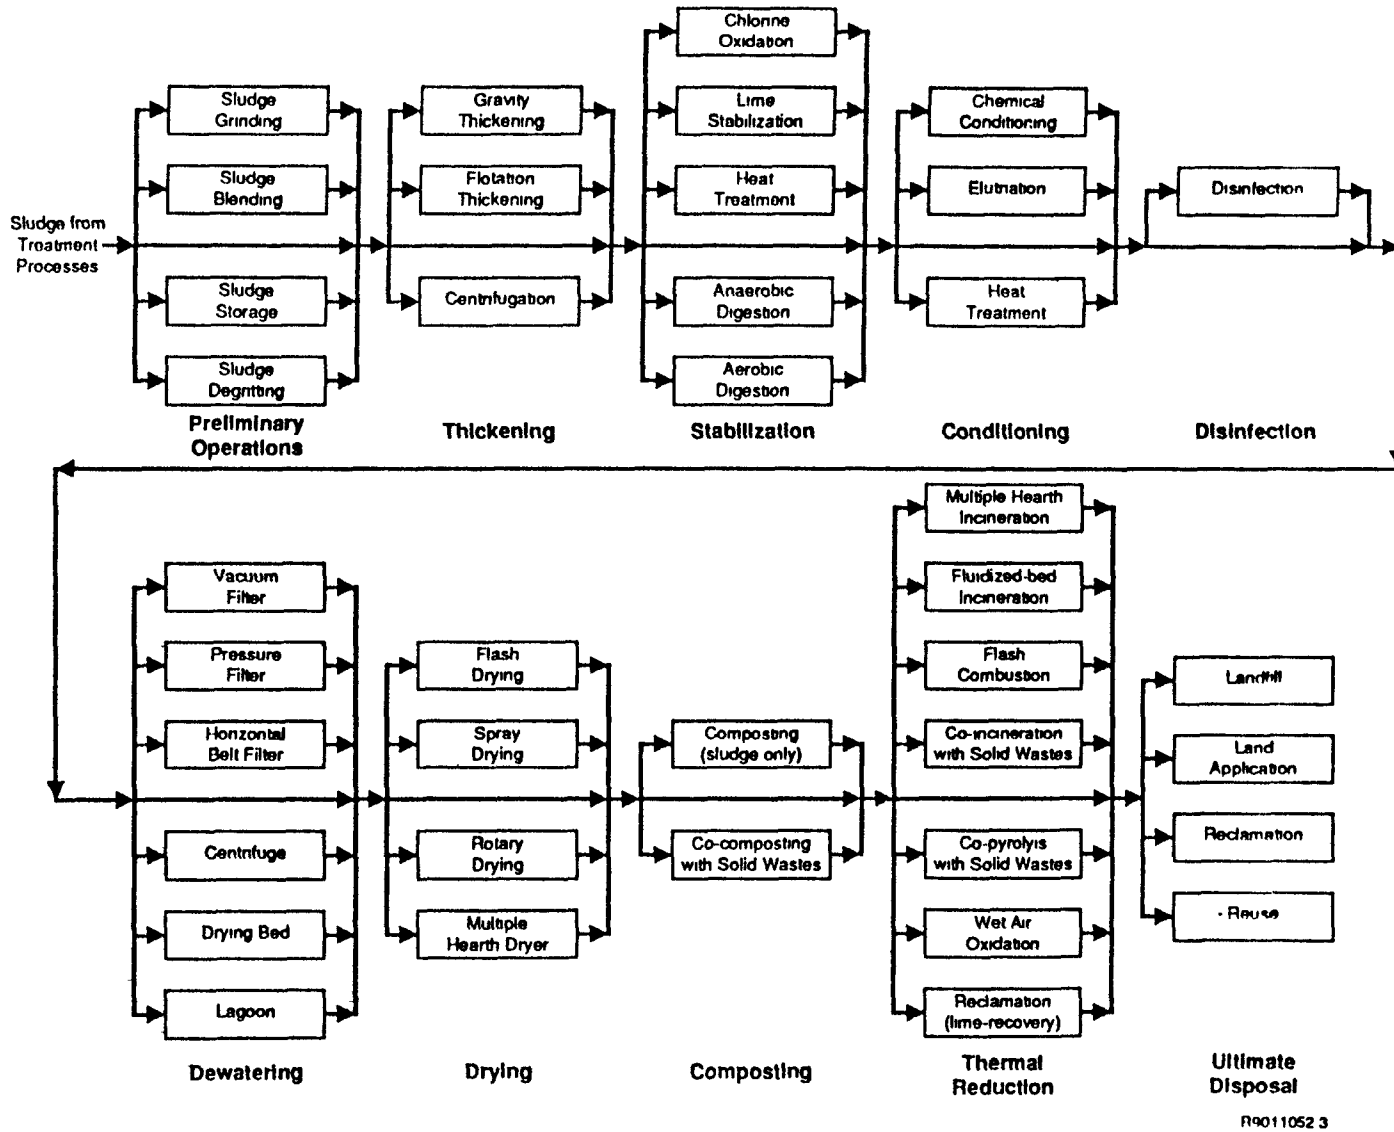 Chlorine
Oxidation
Sludge
Grinding
Gravity
Thickening
Lime
Stabilization
Chemical
Conditioning
Sludge
Blending
Flotation
Thickening
Heat
Treatment
Elutriation
Disinfection
Sludge from
Treatment
Processes
Sludge
Storage
Centrifugation
Anaerobic
Digestion
Heat
Treatment
Sludge
Degritting
Aerobic
Digestion
Preliminary
Operations
Thickening
Stabilization
Conditioning
Disinfection
Multiple Hearth
Incineration
Vacuum
Filter
Fluidized-bed
Incineration
Pressure
Filter
Flash
Drying
Flash
Combustion
Landfill
Horizontal
Belt Filter
Spray
Drying
Composting
(sludge only)
Co-incineration
with Solid Wastes
Land
Application
Centrifuge
Rotary
Drying
Co-composting
with Solid Wastes
Co-pyrolyis
with Solid Wastes
Reclamation
Drying Bed
Multiple
Hearth Dryer
Wet Air
Oxidation
- Reuse
Lagoon
Reclamation
(lime-recovery)
Dewatering
Drying
Composting
Thermal
Reduction
Ultimate
Disposal
R9011052 3